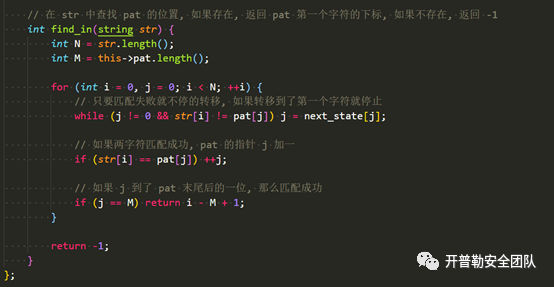 // 在 str 中查找 pat 的位置, 如果存在, 返回 pat 第一个字符的下标, 如果不存在, 返回 -1
int find_in(string str) {
int N = str.length();
int M = this->pat.length();
for (int i = 0, j = 0; i < N; ++i) {
// 只要匹配失败就不停的转移, 如果转移到了第一个字符就停止
while (j != 0 && str[i] != pat[j]) j = next_state[j];
// 如果两字符匹配成功, pat 的指针 j 加一
if (str[i] == pat[j]) ++j;
// 如果 j 到了 pat 末尾后的一位, 那么匹配成功
if (j == M) return i - M + 1;
}
return -1;
}
};
开普勒安全团队